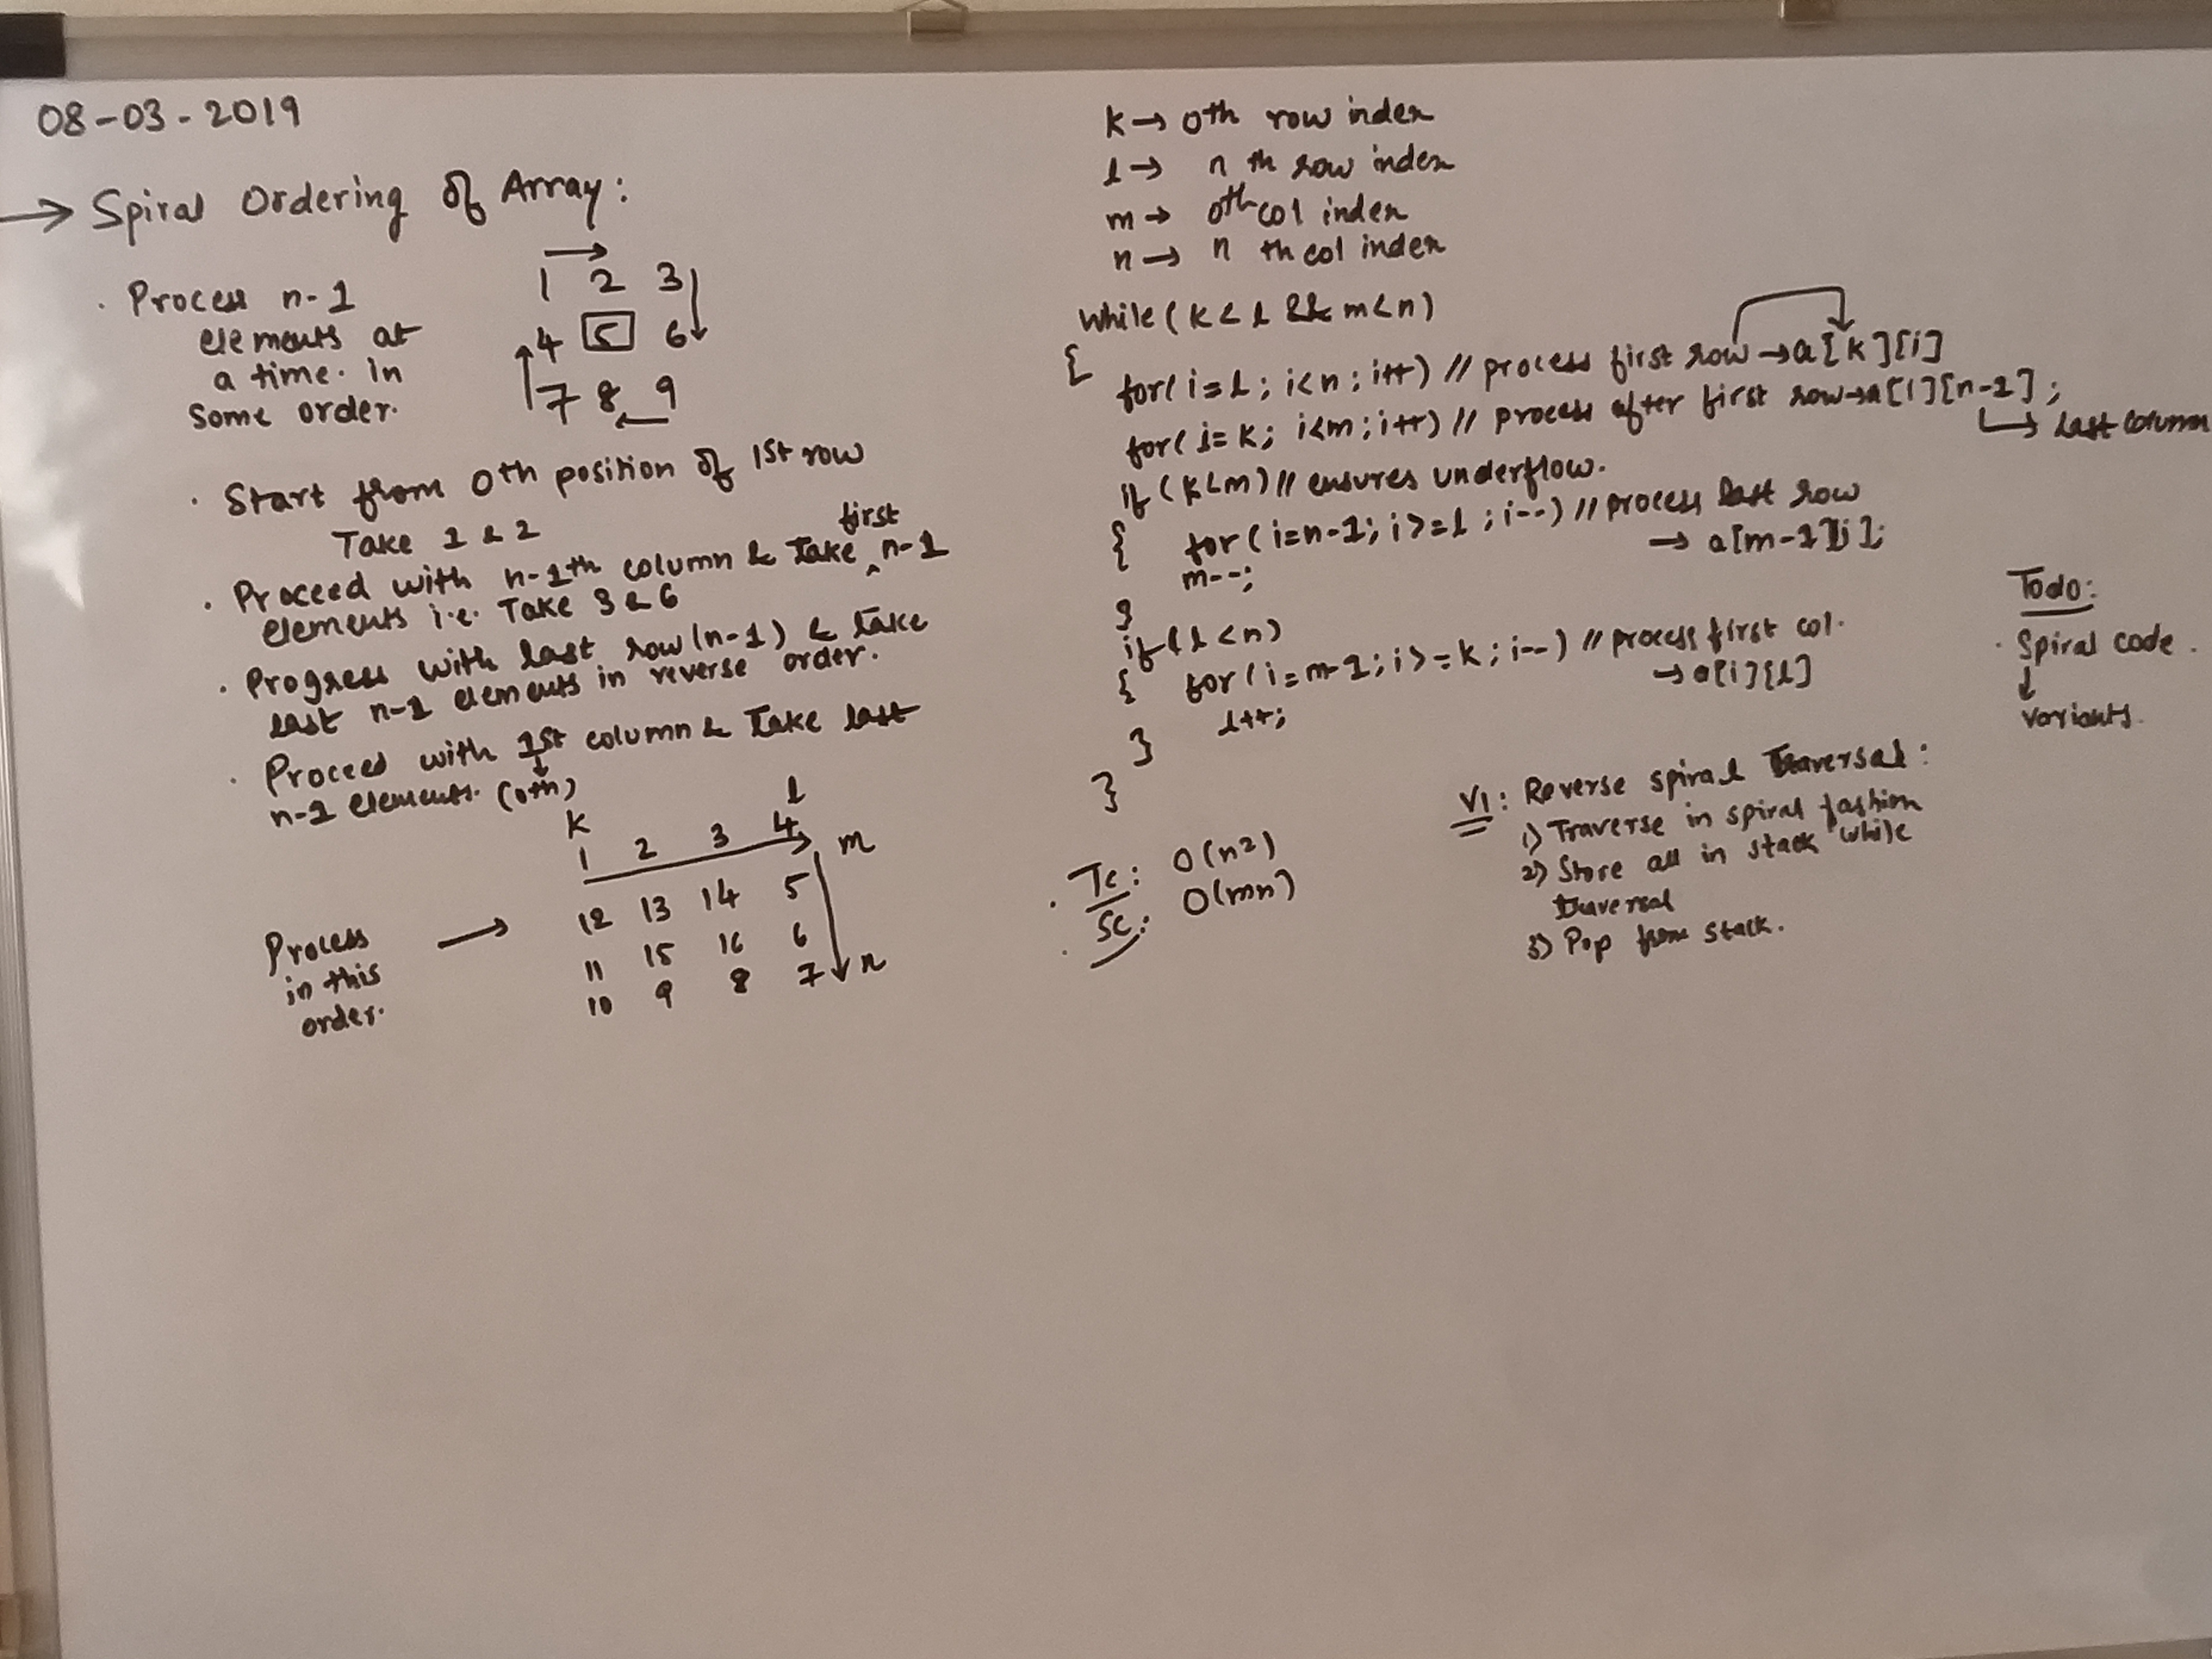 08-03-2019
→ Spiral Ordering of Array:
· Process n-1
elements at
a time. In
some order.
1 2 3
4 5 6
7 8 9
· Start from 0th position of 1st row
Take 1 & 2
· Proceed with n-1th column & Take first n-1
elements i.e. Take 3 & 6
· Progress with last row (n-1) & take
last n-1 elements in reverse order.
· Proceed with 1st column & Take last
n-1 elements. (0th)
K l
1 2 3 4 m
12 13 14 5
11 15 16 6
10 9 8 7 n
Process →
in this
order.
K → 0th row index
l → n th row index
m → 0th col index
n → n th col index
while (K < l && m < n)
{
for(i=l; i<n; i++) // process first row → a[k][i]
for(i=K; i<m; i++) // process after first row → a[i][n-1];
↳ Last column
if (K<m) // ensures underflow.
{ for(i=n-1; i>=l; i--) // process last row
→ a[m-1][i];
m--;
}
if (l<n)
{ for(i=m-1; i>=k; i--) // process first col.
→ a[i][l]
l++;
}
}
· TC: O(n²)
· SC: O(mn)
Todo:
· Spiral code.
↓
variants.
V1: Reverse spiral Traversal:
1) Traverse in spiral fashion
2) Store all in stack while
traversal
3) Pop from stack.